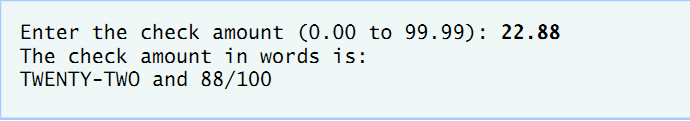 Enter the check amount (0.00 to 99.99): 22.88
The check amount in words is:
TWENTY-TWO and 88/100